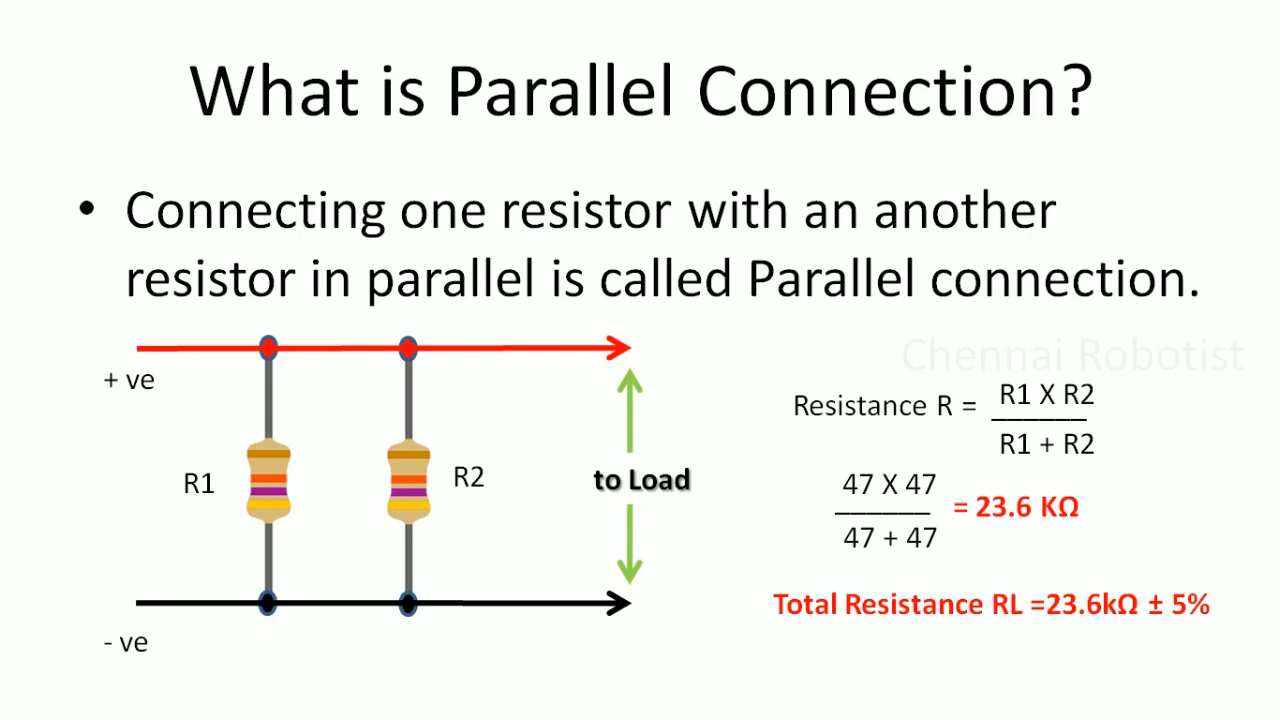 What is Parallel Connection?
• Connecting one resistor with an another
resistor in parallel is called Parallel connection.
Chennai Robotist
+ ve
R1
R2
to Load
- ve
Resistance R = R1 X R2
______
R1 + R2
47 X 47
______
47 + 47
= 23.6 KΩ
Total Resistance RL =23.6kΩ ± 5%